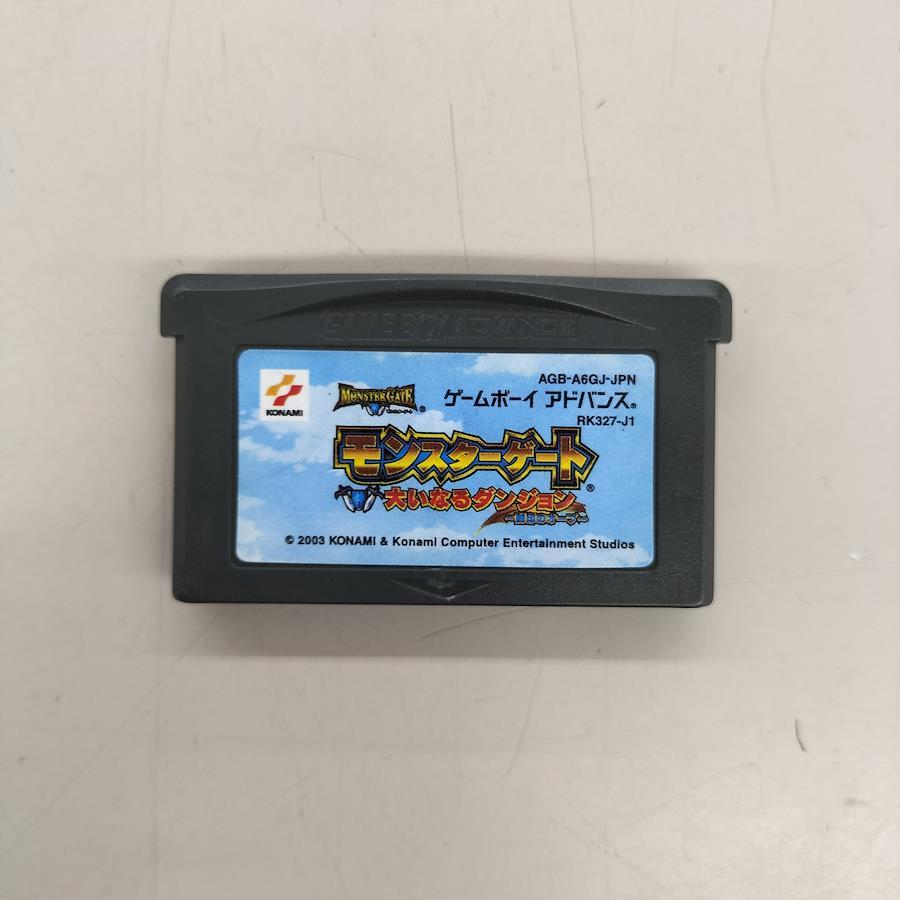 GAME BOY ADVANCE
KONAMI
MONSTER GATE ®
ゲームボーイ アドバンス®
AGB-A6GJ-JPN
RK327-J1
モンスターゲート®
大いなるダンジョン
© 2003 KONAMI & Konami Computer Entertainment Studios